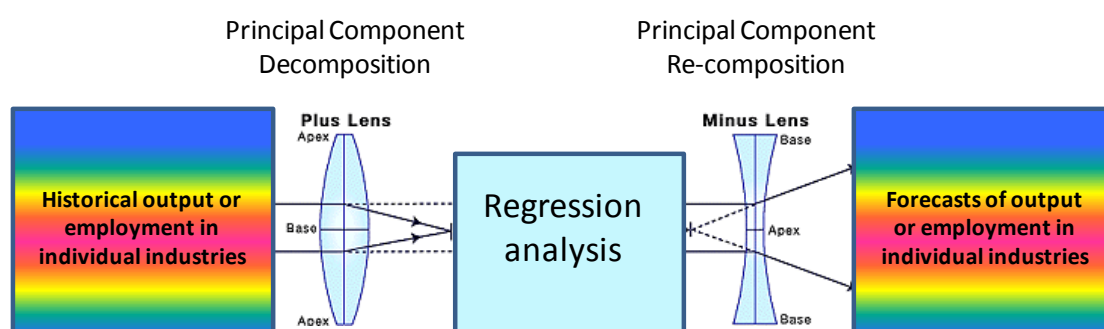 Principal Component
Decomposition
Principal Component
Re-composition
Plus Lens
Apex
Base
Apex
Minus Lens
Base
Apex
Base
Historical output or
employment in
individual industries
Regression
analysis
Forecasts of output
or employment in
individual industries